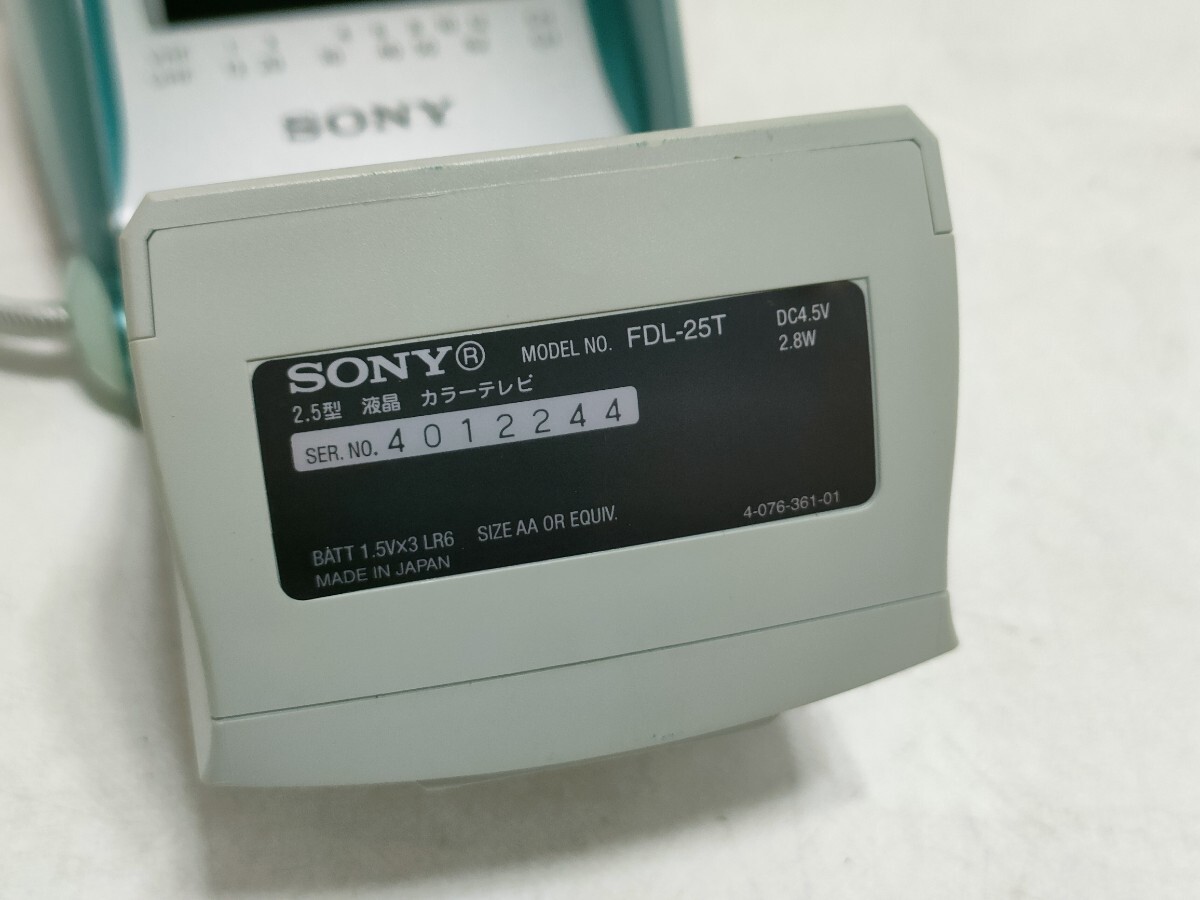 SONY
SONY® MODEL NO. FDL-25T DC4.5V
2.8W
2.5型 液晶 カラーテレビ
SER. NO. 4012244
BATT 1.5V×3 LR6 SIZE AA OR EQUIV. 4-076-361-01
MADE IN JAPAN